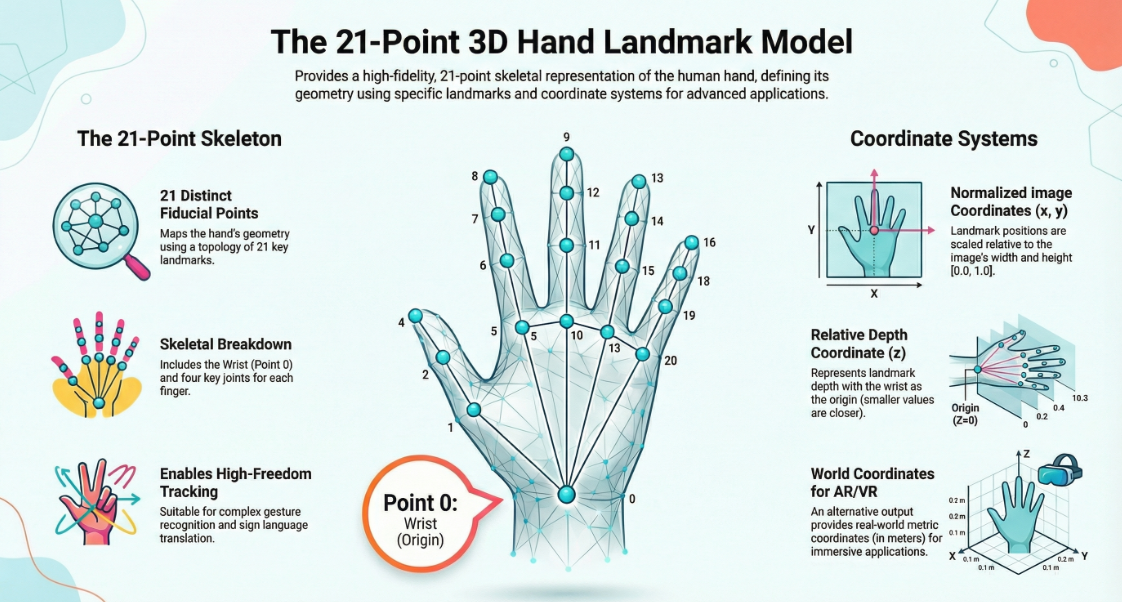 The 21-Point 3D Hand Landmark Model
Provides a high-fidelity, 21-point skeletal representation of the human hand, defining its
geometry using specific landmarks and coordinate systems for advanced applications.
The 21-Point Skeleton
21 Distinct
Fiducial Points
Maps the hand's geometry
using a topology of 21 key
landmarks.
Skeletal Breakdown
Includes the Wrist (Point 0)
and four key joints for each
finger.
Enables High-Freedom
Tracking
Suitable for complex gesture
recognition and sign language
translation.
9
8
13
12
7
14
16
11
6
15
18
19
4
5
5
10
13
20
2
1
0
Point 0:
Wrist
(Origin)
Coordinate Systems
Y
X
Normalized image
Coordinates (x, y)
Landmark positions are
scaled relative to the
image's width and height
[0.0, 1.0].
Relative Depth
Coordinate (z)
Represents landmark
depth with the wrist as
the origin (smaller values
are closer).
Origin
(Z=0)
0
0.2
0.4
10.3
World Coordinates
for AR/VR
An alternative output
provides real-world metric
coordinates (in meters) for
immersive applications.
Z
0.2 m
0.2 m
0.1 m
X
0.1 m
0.1 m
0.1 m
0.2 m
Y